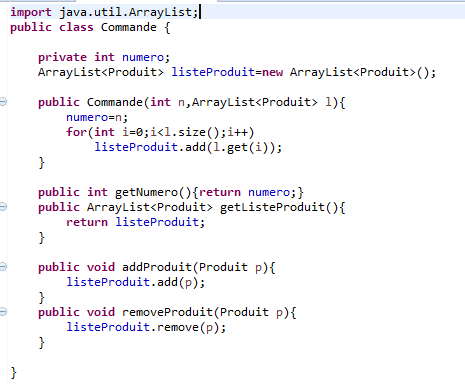 import java.util.ArrayList;
public class Commande {
private int numero;
ArrayList<Produit> listeProduit=new ArrayList<Produit>();
public Commande(int n,ArrayList<Produit> l){
numero=n;
for(int i=0;i<l.size();i++)
listeProduit.add(l.get(i));
}
public int getNumero(){return numero;}
public ArrayList<Produit> getListeProduit(){
return listeProduit;
}
public void addProduit(Produit p){
listeProduit.add(p);
}
public void removeProduit(Produit p){
listeProduit.remove(p);
}
}